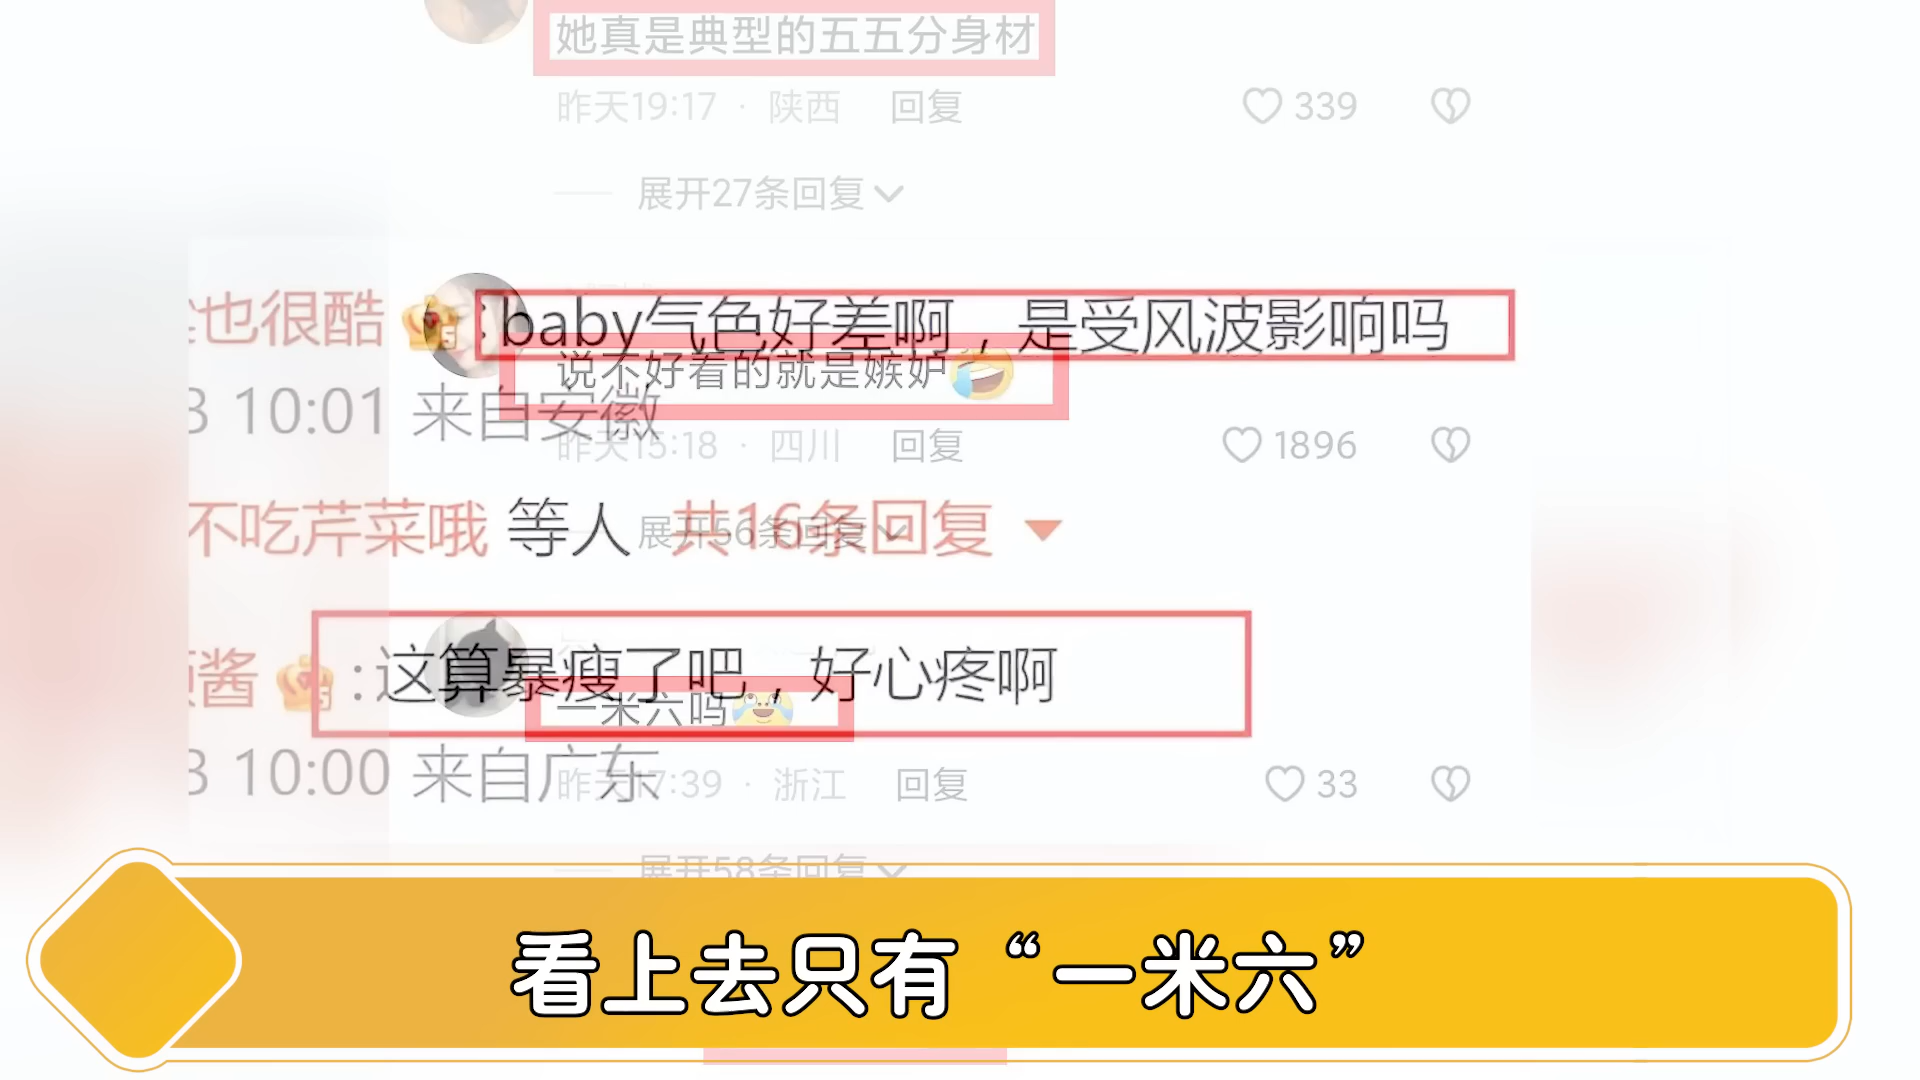 她真是典型的五五分身材
昨天19:17 · 陕西 回复 339
展开27条回复
也很酷 : baby气色好差啊，是受风波影响吗
说不好看的就是嫉妒
3 10:01 来自安徽
昨天15:18 · 四川 回复 1896
不吃芹菜哦 等人 共16条回复
展开56条回复
酱 : 这算暴瘦了吧，好心疼啊
一米六吗
3 10:00 来自广东
昨天17:39 · 浙江 回复 33
展开58条回复
看上去只有“一米六”